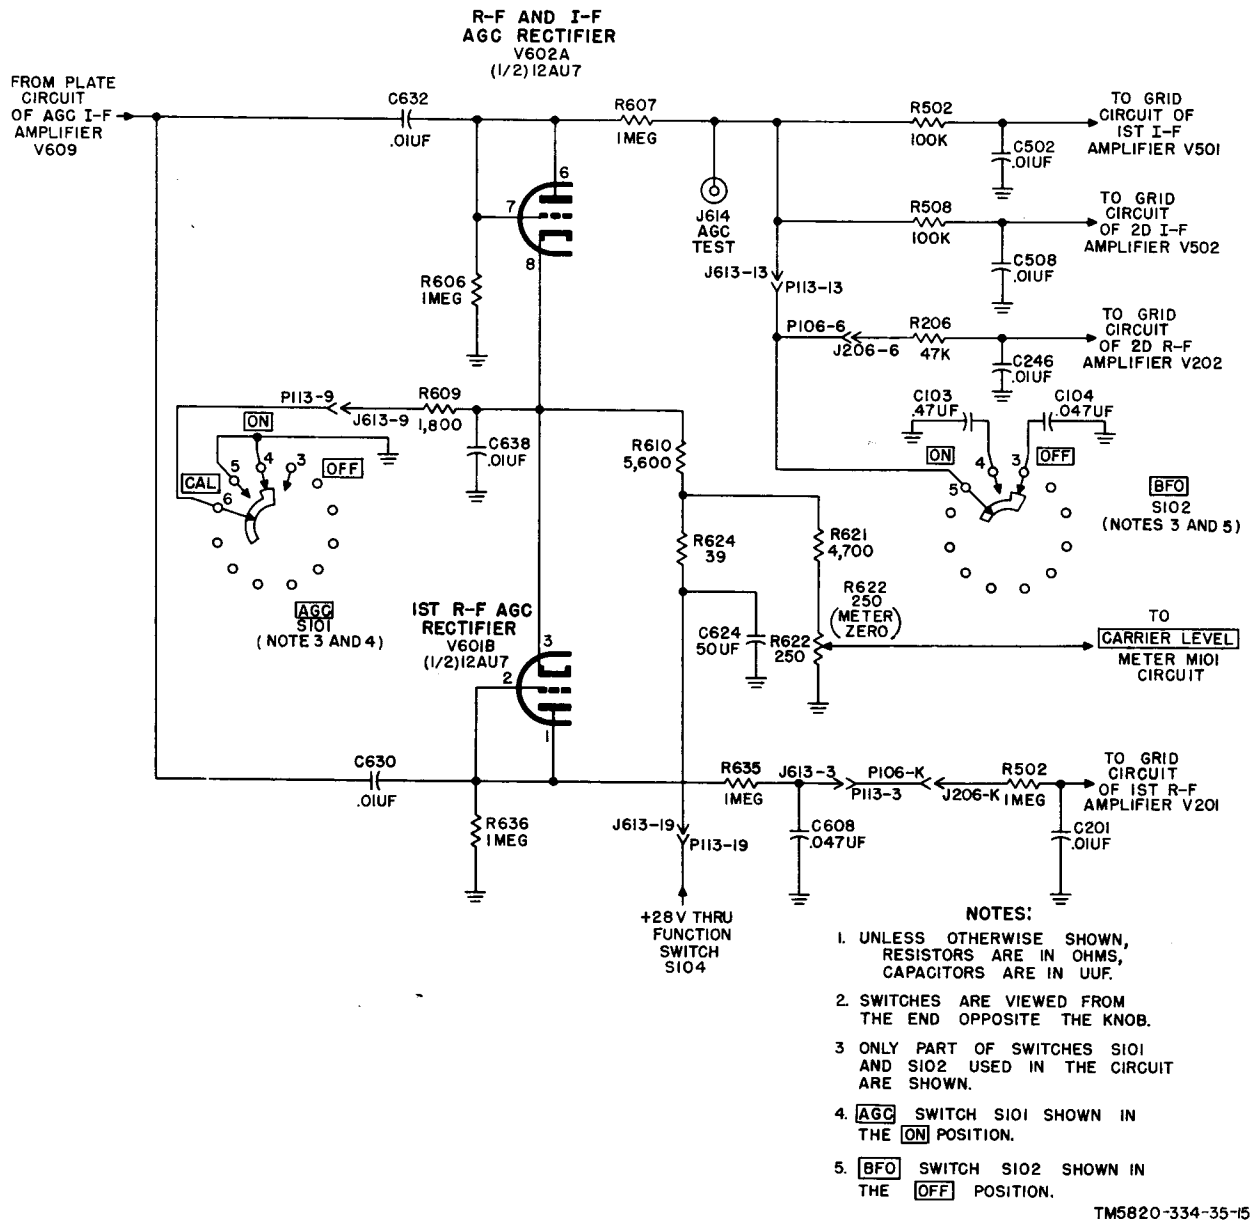 R-F AND I-F
AGC RECTIFIER
V602A
(1/2)12AU7
FROM PLATE
CIRCUIT
OF AGC I-F
AMPLIFIER
V609
C632
.01UF
R607
1MEG
6
7
8
R606
1MEG
J614
AGC
TEST
R502
100K
C502
.01UF
TO GRID
CIRCUIT OF
1ST I-F
AMPLIFIER V501
R508
100K
C508
.01UF
TO GRID
CIRCUIT
OF 2D I-F
AMPLIFIER V502
J613-13
P113-13
P106-6
J206-6
R206
47K
C246
.01UF
TO GRID
CIRCUIT
OF 2D R-F
AMPLIFIER V202
P113-9
J613-9
R609
1,800
C638
.01UF
ON
CAL
OFF
3
4
5
6
AGC
S101
(NOTE 3 AND 4)
R610
5,600
R624
39
R621
4,700
R622
250
(METER
ZERO)
R622
250
C624
50UF
C103
.47UF
C104
.047UF
ON
OFF
4
3
5
BFO
S102
(NOTES 3 AND 5)
TO
CARRIER LEVEL
METER M101
CIRCUIT
1ST R-F AGC
RECTIFIER
V601B
(1/2)12AU7
3
2
1
C630
.01UF
R636
1MEG
R635
1MEG
J613-3
P113-3
P106-K
J206-K
R502
1MEG
C608
.047UF
C201
.01UF
TO GRID
CIRCUIT
OF 1ST R-F
AMPLIFIER V201
J613-19
P113-19
+28V THRU
FUNCTION
SWITCH
S104
NOTES:
1. UNLESS OTHERWISE SHOWN,
RESISTORS ARE IN OHMS,
CAPACITORS ARE IN UUF.
2. SWITCHES ARE VIEWED FROM
THE END OPPOSITE THE KNOB.
3 ONLY PART OF SWITCHES S101
AND S102 USED IN THE CIRCUIT
ARE SHOWN.
4. AGC SWITCH S101 SHOWN IN
THE ON POSITION.
5. BFO SWITCH S102 SHOWN IN
THE OFF POSITION.
TM5820-334-35-15